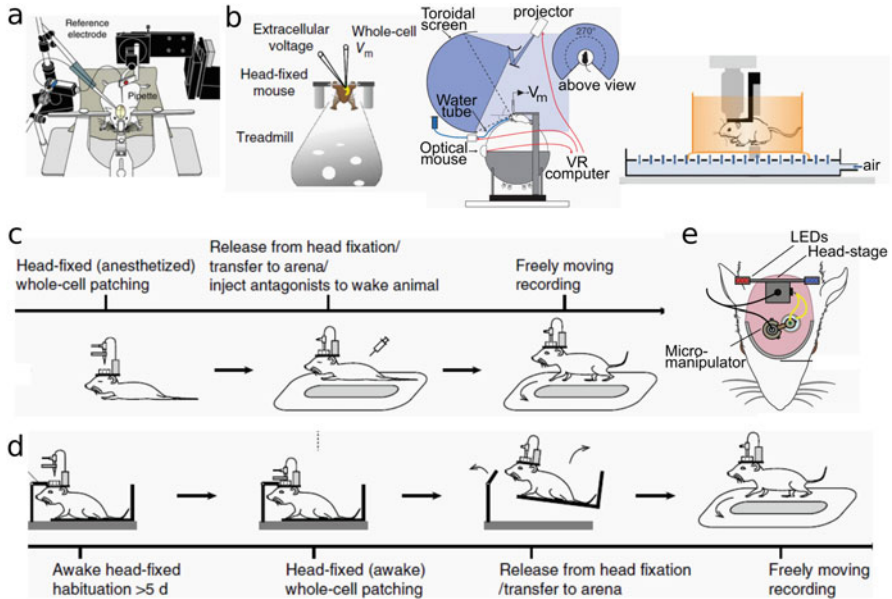 a
Reference
electrode
Pipette
b
Extracellular
voltage
Whole-cell
Vm
Head-fixed
mouse
Treadmill
Toroidal
screen
projector
270°
above view
Vm
Water
tube
Optical
mouse
VR
computer
air
c
Head-fixed (anesthetized)
whole-cell patching
Release from head fixation/
transfer to arena/
inject antagonists to wake animal
Freely moving
recording
e
LEDs
Head-stage
Micro-
manipulator
d
Awake head-fixed
habituation >5 d
Head-fixed (awake)
whole-cell patching
Release from head fixation
/transfer to arena
Freely moving
recording